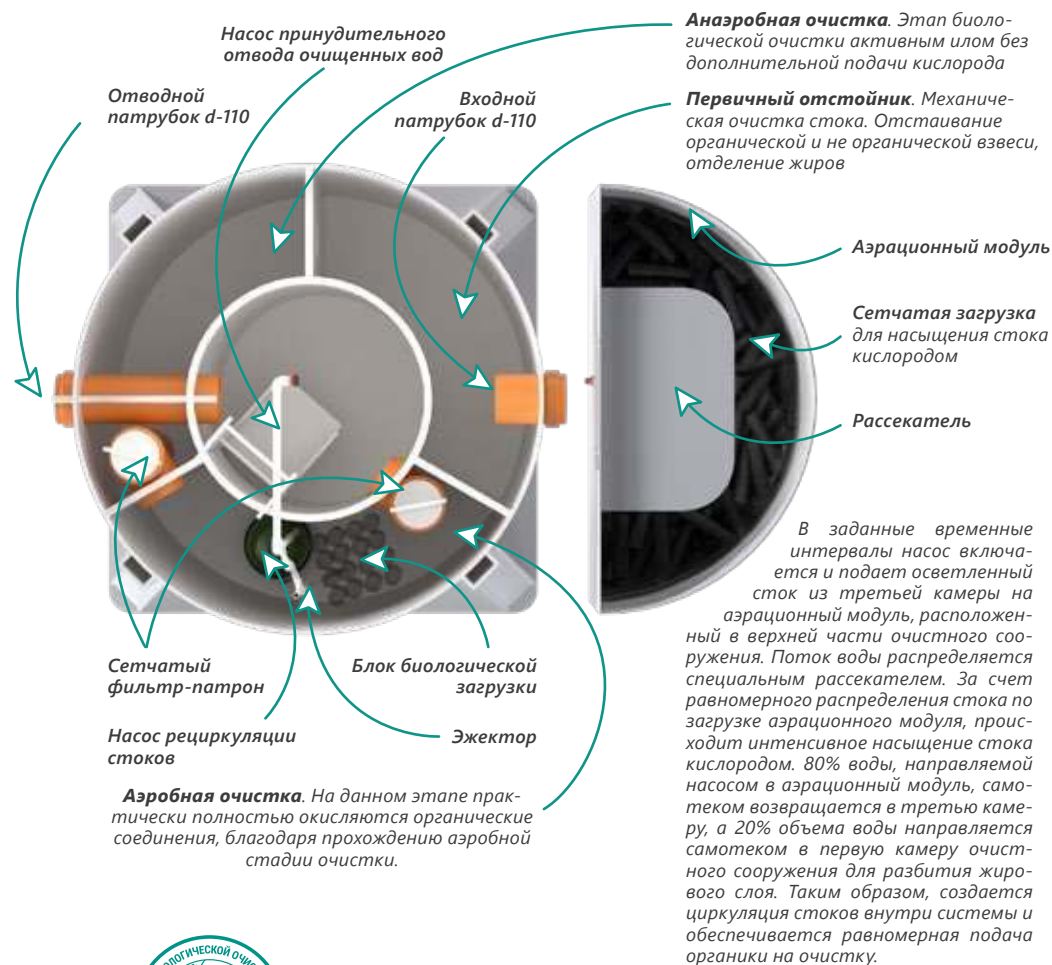 Насос принудительного
отвода очищенных вод
Анаэробная очистка. Этап биоло-
гической очистки активным илом без
дополнительной подачи кислорода
Отводной
патрубок d-110
Входной
патрубок d-110
Первичный отстойник. Механиче-
ская очистка стока. Отстаивание
органической и не органической взвеси,
отделение жиров
Аэрационный модуль
Сетчатая загрузка
для насыщения стока
кислородом
Рассекатель
Сетчатый
фильтр-патрон
Блок биологической
загрузки
Насос рециркуляции
стоков
Эжектор
Аэробная очистка. На данном этапе прак-
тически полностью окисляются органические
соединения, благодаря прохождению аэробной
стадии очистки.
В заданные временные
интервалы насос включа-
ется и подает осветленный
сток из третьей камеры на
аэрационный модуль, расположен-
ный в верхней части очистного соо-
ружения. Поток воды распределяется
специальным рассекателем. За счет
равномерного распределения стока по
загрузке аэрационного модуля, проис-
ходит интенсивное насыщение стока
кислородом. 80% воды, направляемой
насосом в аэрационный модуль, само-
теком возвращается в третью каме-
ру, а 20% объема воды направляется
самотеком в первую камеру очист-
ного сооружения для разбития жиро-
вого слоя. Таким образом, создается
циркуляция стоков внутри системы и
обеспечивается равномерная подача
органики на очистку.